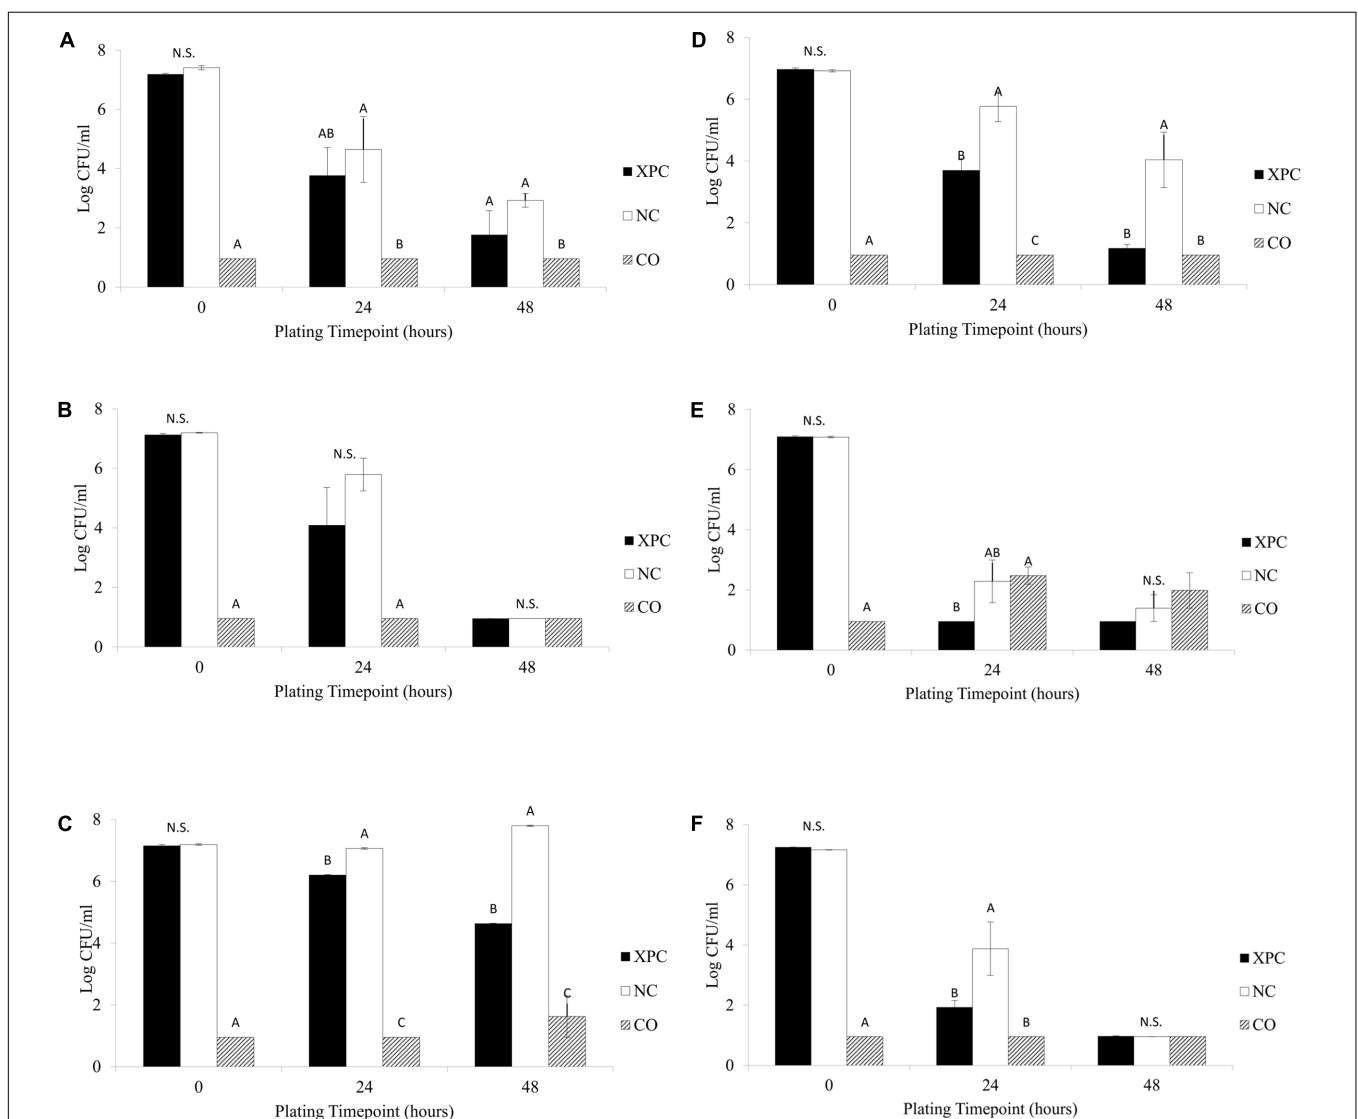 A
8
6
4
2
0
Log CFU/ml
N.S.
A
AB
A
B
A
A
B
0 24 48
Plating Timepoint (hours)
XPC
NC
CO
D
8
6
4
2
0
Log CFU/ml
N.S.
A
B
A
C
B
A
B
0 24 48
Plating Timepoint (hours)
XPC
NC
CO
B
8
6
4
2
0
Log CFU/ml
N.S.
A
N.S.
A
N.S.
0 24 48
Plating Timepoint (hours)
XPC
NC
CO
E
8
6
4
2
0
Log CFU/ml
N.S.
A
B
AB
A
N.S.
0 24 48
Plating Timepoint (hours)
XPC
NC
CO
C
8
6
4
2
0
Log CFU/ml
N.S.
A
B
A
C
B
A
C
0 24 48
Plating Timepoint (hours)
XPC
NC
CO
F
8
6
4
2
0
Log CFU/ml
N.S.
A
B
A
B
N.S.
0 24 48
Plating Timepoint (hours)
XPC
NC
CO